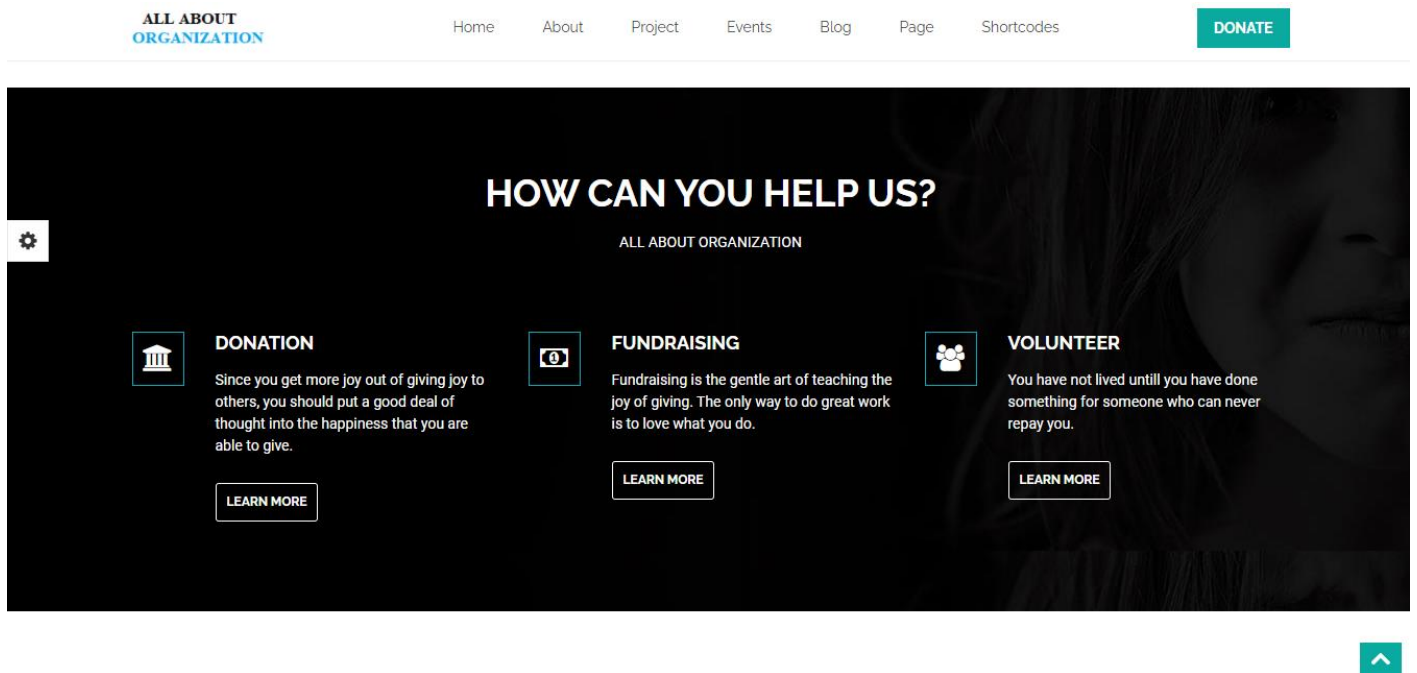 ALL ABOUT
ORGANIZATION
Home About Project Events Blog Page Shortcodes
DONATE
HOW CAN YOU HELP US?
ALL ABOUT ORGANIZATION
DONATION
Since you get more joy out of giving joy to
others, you should put a good deal of
thought into the happiness that you are
able to give.
LEARN MORE
FUNDRAISING
Fundraising is the gentle art of teaching the
joy of giving. The only way to do great work
is to love what you do.
LEARN MORE
VOLUNTEER
You have not lived untill you have done
something for someone who can never
repay you.
LEARN MORE